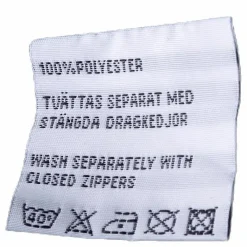 100%POLYESTER
TVÄTTAS SEPARAT MED
STÄNGDA DRAGKEDJOR
WASH SEPARATELY WITH
CLOSED ZIPPERS
40°